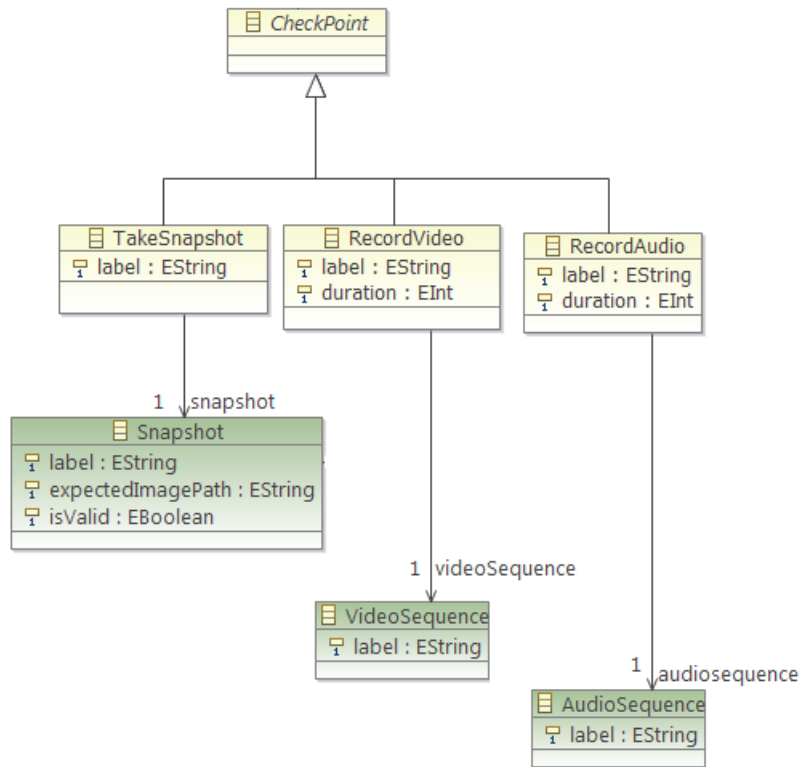 CheckPoint
TakeSnapshot
label : EString
RecordVideo
label : EString
duration : EInt
RecordAudio
label : EString
duration : EInt
1 snapshot
Snapshot
label : EString
expectedImagePath : EString
isValid : EBoolean
1 videoSequence
VideoSequence
label : EString
1 audiosequence
AudioSequence
label : EString